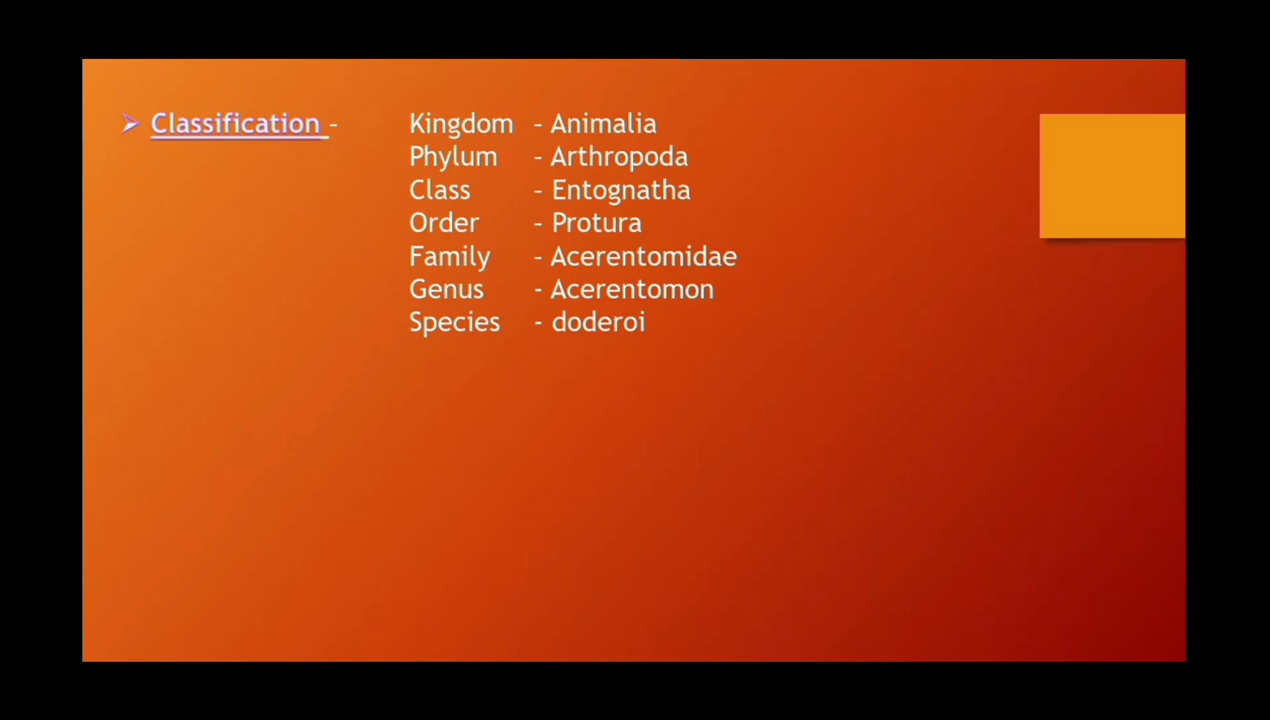 ➢ Classification – Kingdom – Animalia
Phylum – Arthropoda
Class – Entognatha
Order – Protura
Family – Acerentomidae
Genus - Acerentomon
Species - doderoi